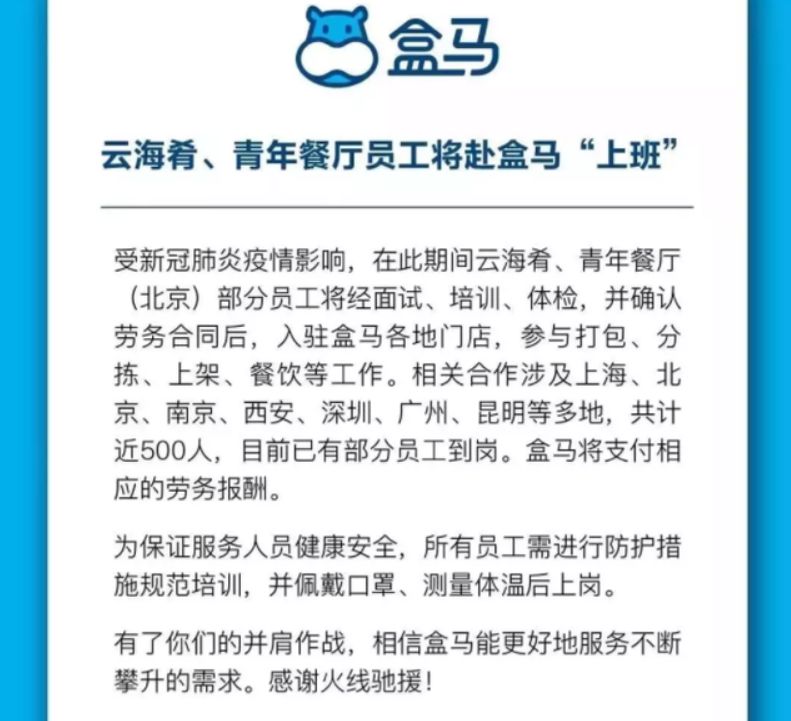 盒马
云海肴、青年餐厅员工将赴盒马“上班”
受新冠肺炎疫情影响，在此期间云海肴、青年餐厅
（北京）部分员工将经面试、培训、体检，并确认
劳务合同后，入驻盒马各地门店，参与打包、分
拣、上架、餐饮等工作。相关合作涉及上海、北
京、南京、西安、深圳、广州、昆明等多地，共计
近500人，目前已有部分员工到岗。盒马将支付相
应的劳务报酬。
为保证服务人员健康安全，所有员工需进行防护措
施规范培训，并佩戴口罩、测量体温后上岗。
有了你们的并肩作战，相信盒马能更好地服务不断
攀升的需求。感谢火线驰援！